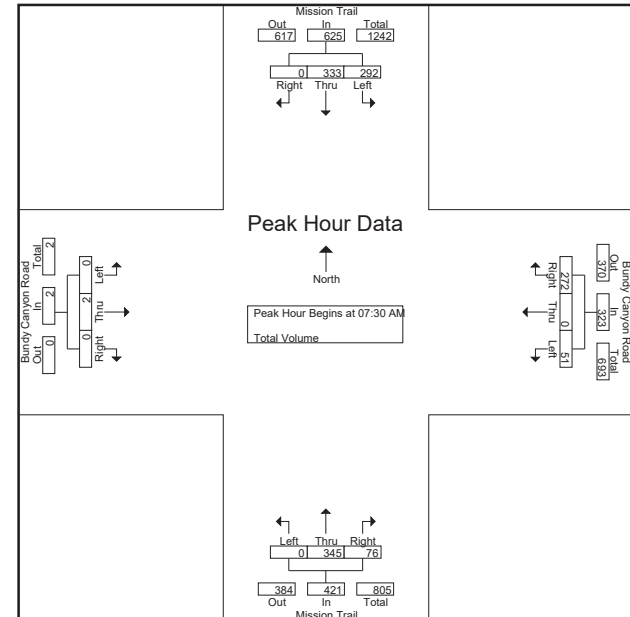 Mission Trail
Out In Total
617 625 1242
0 333 292
Right Thru Left
Peak Hour Data
North
Peak Hour Begins at 07:30 AM
Total Volume
Bundy Canyon Road
Total In Out
2 2 0
0 2 0
Left Thru Right
Bundy Canyon Road
Out In Total
370 323 693
272 0 51
Right Thru Left
Left Thru Right
0 345 76
384 421 805
Out In Total
Mission Trail